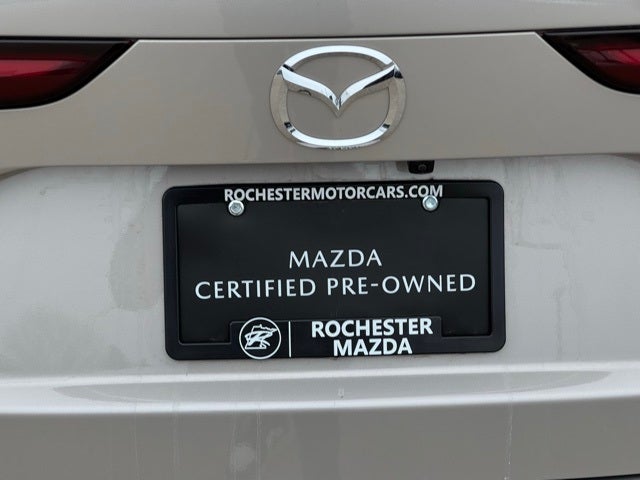 ROCHESTERMOTORCARS.COM
MAZDA
CERTIFIED PRE-OWNED
ROCHESTER
MAZDA